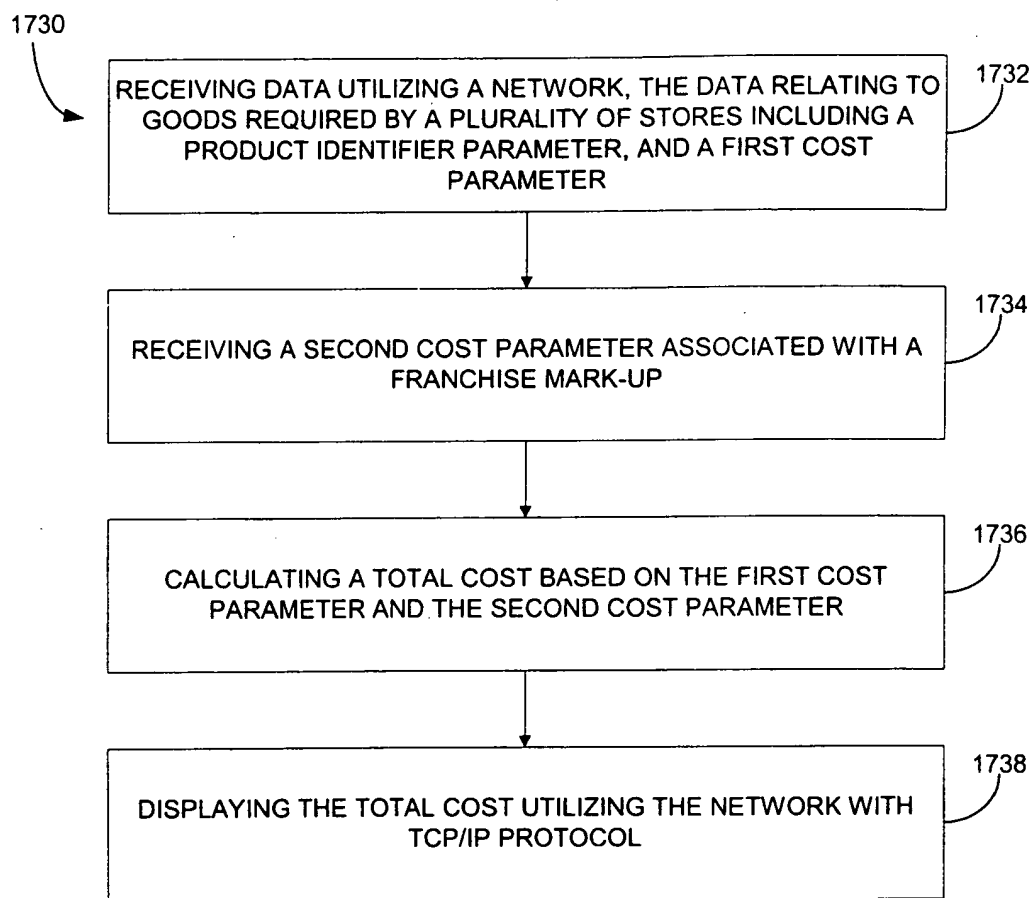 1730
RECEIVING DATA UTILIZING A NETWORK, THE DATA RELATING TO
GOODS REQUIRED BY A PLURALITY OF STORES INCLUDING A
PRODUCT IDENTIFIER PARAMETER, AND A FIRST COST
PARAMETER
1732
RECEIVING A SECOND COST PARAMETER ASSOCIATED WITH A
FRANCHISE MARK-UP
1734
CALCULATING A TOTAL COST BASED ON THE FIRST COST
PARAMETER AND THE SECOND COST PARAMETER
1736
DISPLAYING THE TOTAL COST UTILIZING THE NETWORK WITH
TCP/IP PROTOCOL
1738